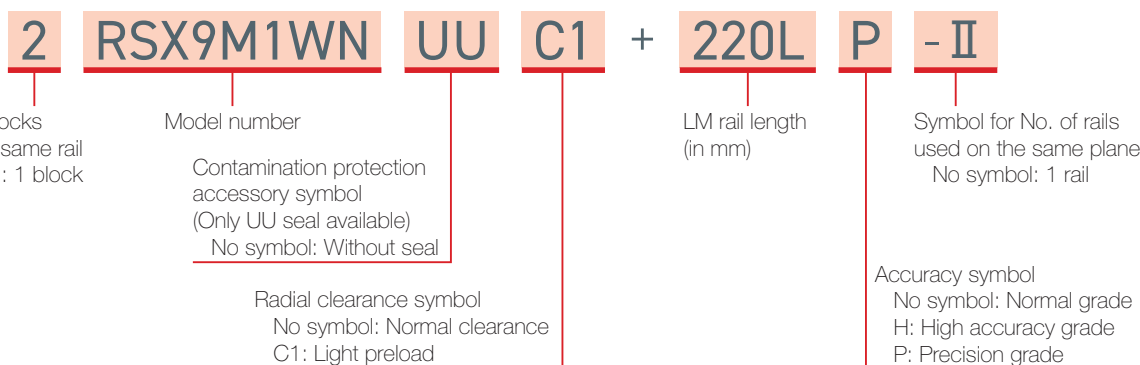 2 RSX9M1WN UU C1 + 220L P -Ⅱ
same rail
: 1 block
Model number
Contamination protection
accessory symbol
(Only UU seal available)
No symbol: Without seal
Radial clearance symbol
No symbol: Normal clearance
C1: Light preload
LM rail length
(in mm)
Accuracy symbol
No symbol: Normal grade
H: High accuracy grade
P: Precision grade
Symbol for No. of rails
used on the same plane
No symbol: 1 rail